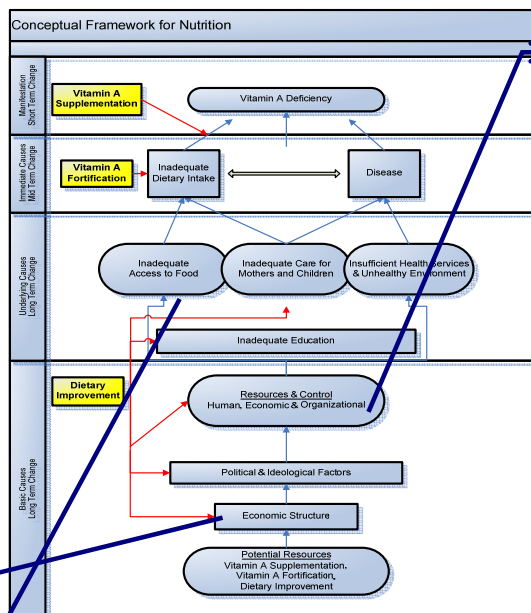 Conceptual Framework for Nutrition
Manifestation
Short Term Change
Vitamin A
Supplementation
Vitamin A Deficiency
Immediate Causes
Mid Term Change
Vitamin A
Fortification
Inadequate
Dietary Intake
Disease
Underlying Causes
Long Term Change
Inadequate
Access to Food
Inadequate Care for
Mothers and Children
Insufficient Health Services
& Unhealthy Environment
Inadequate Education
Basic Causes
Long Term Change
Dietary
Improvement
Resources & Control
Human, Economic & Organizational
Political & Ideological Factors
Economic Structure
Potential Resources
Vitamin A Supplementation,
Vitamin A Fortification,
Dietary Improvement